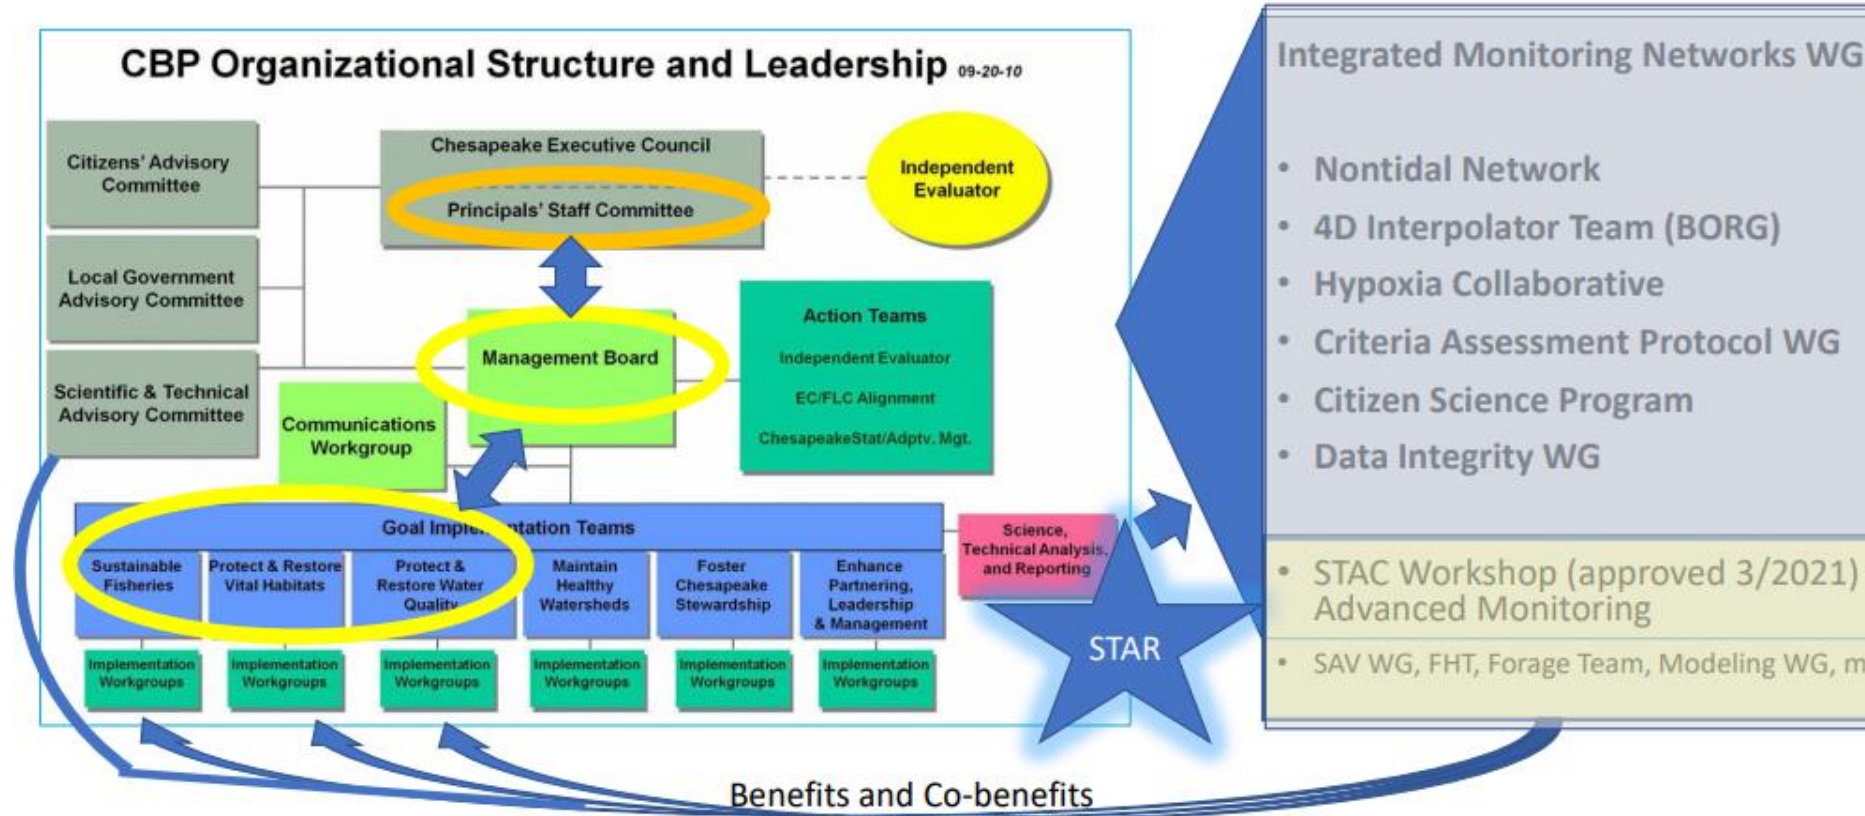 CBP Organizational Structure and Leadership 09-20-10
Citizens' Advisory
Committee
Chesapeake Executive Council
Principals' Staff Committee
Independent
Evaluator
Local Government
Advisory Committee
Scientific & Technical
Advisory Committee
Management Board
Communications
Workgroup
Action Teams
Independent Evaluator
EC/FLC Alignment
ChesapeakeStat/Adptv. Mgt.
Goal Implementation Teams
Sustainable
Fisheries
Protect & Restore
Vital Habitats
Protect &
Restore Water
Quality
Maintain
Healthy
Watersheds
Foster
Chesapeake
Stewardship
Enhance
Partnering,
Leadership
& Management
Science,
Technical Analysis,
and Reporting
Implementation
Workgroups
Implementation
Workgroups
Implementation
Workgroups
Implementation
Workgroups
Implementation
Workgroups
Implementation
Workgroups
STAR
Benefits and Co-benefits
Integrated Monitoring Networks WG
• Nontidal Network
• 4D Interpolator Team (BORG)
• Hypoxia Collaborative
• Criteria Assessment Protocol WG
• Citizen Science Program
• Data Integrity WG
• STAC Workshop (approved 3/2021)
Advanced Monitoring
• SAV WG, FHT, Forage Team, Modeling WG,